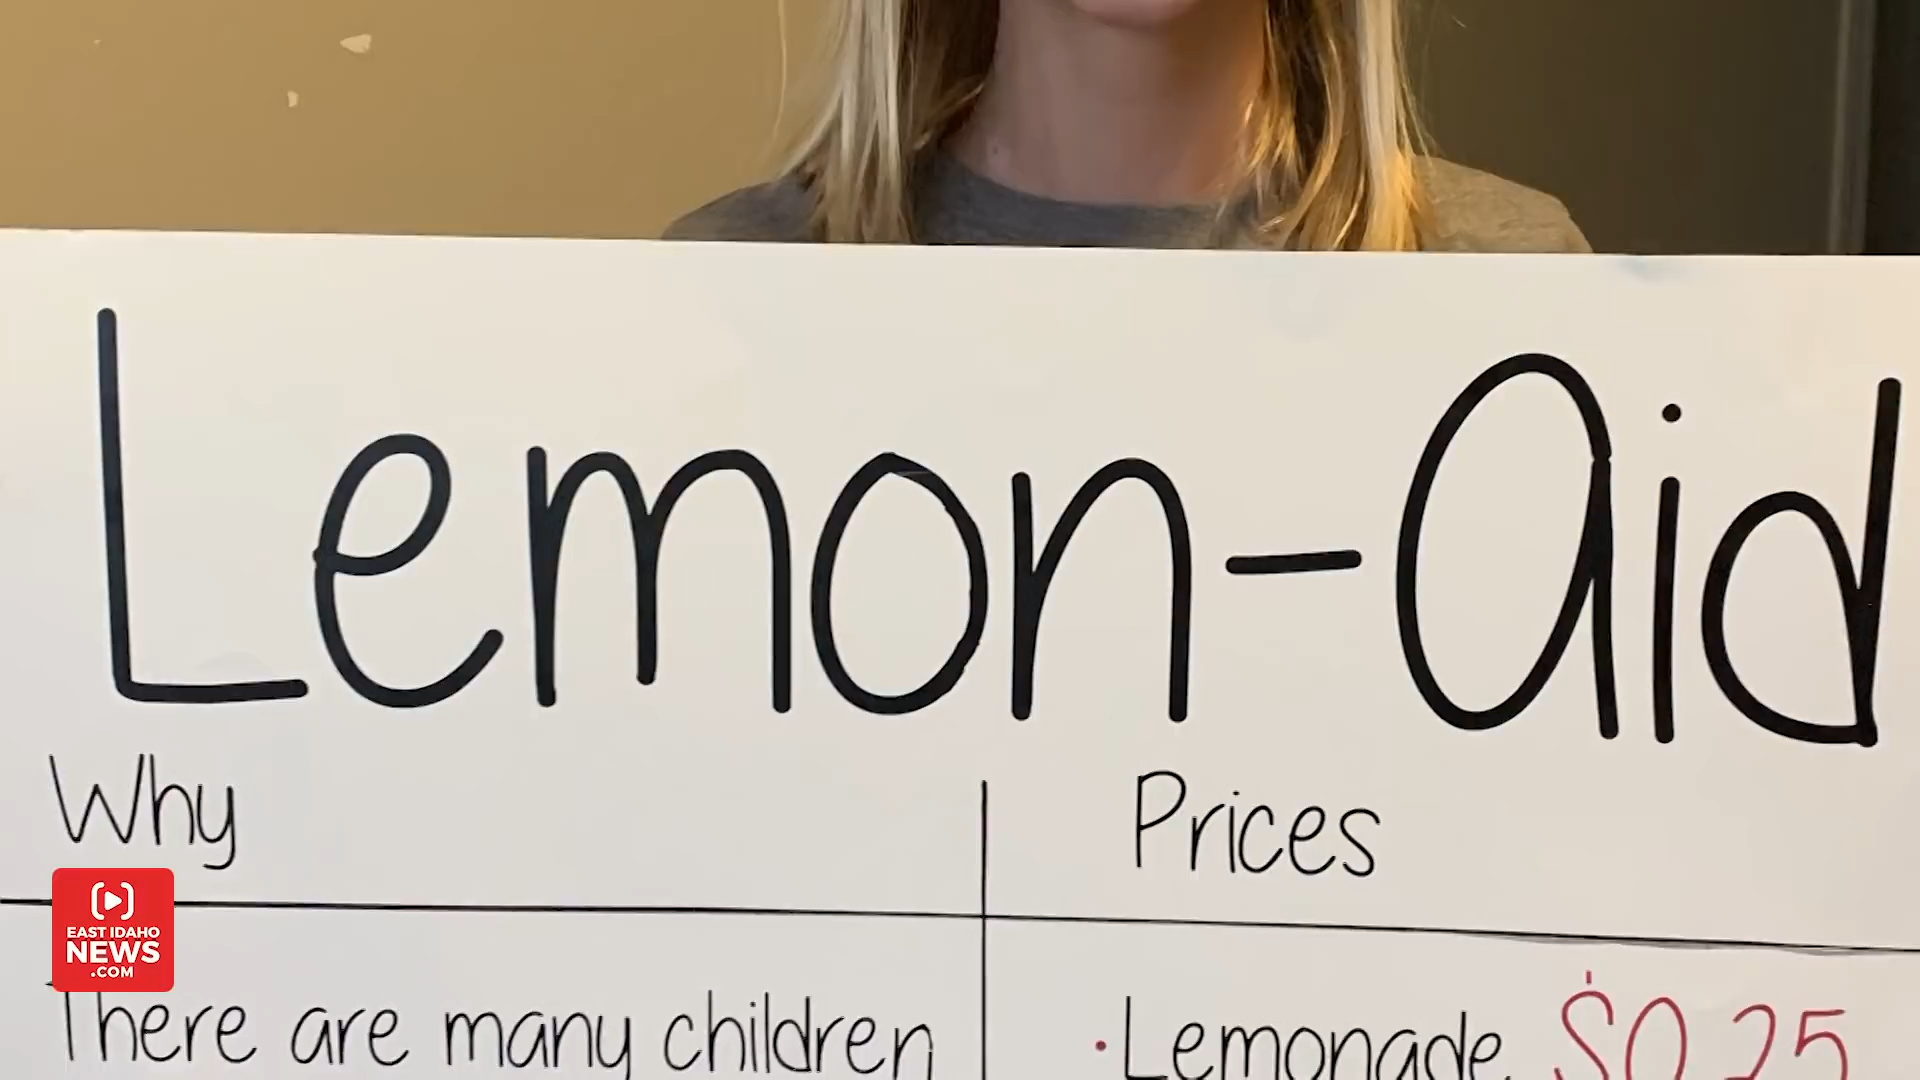 Lemon-aid
Why
Prices
EAST IDAHO
NEWS
.COM
There are many children
· Lemonade $0.25